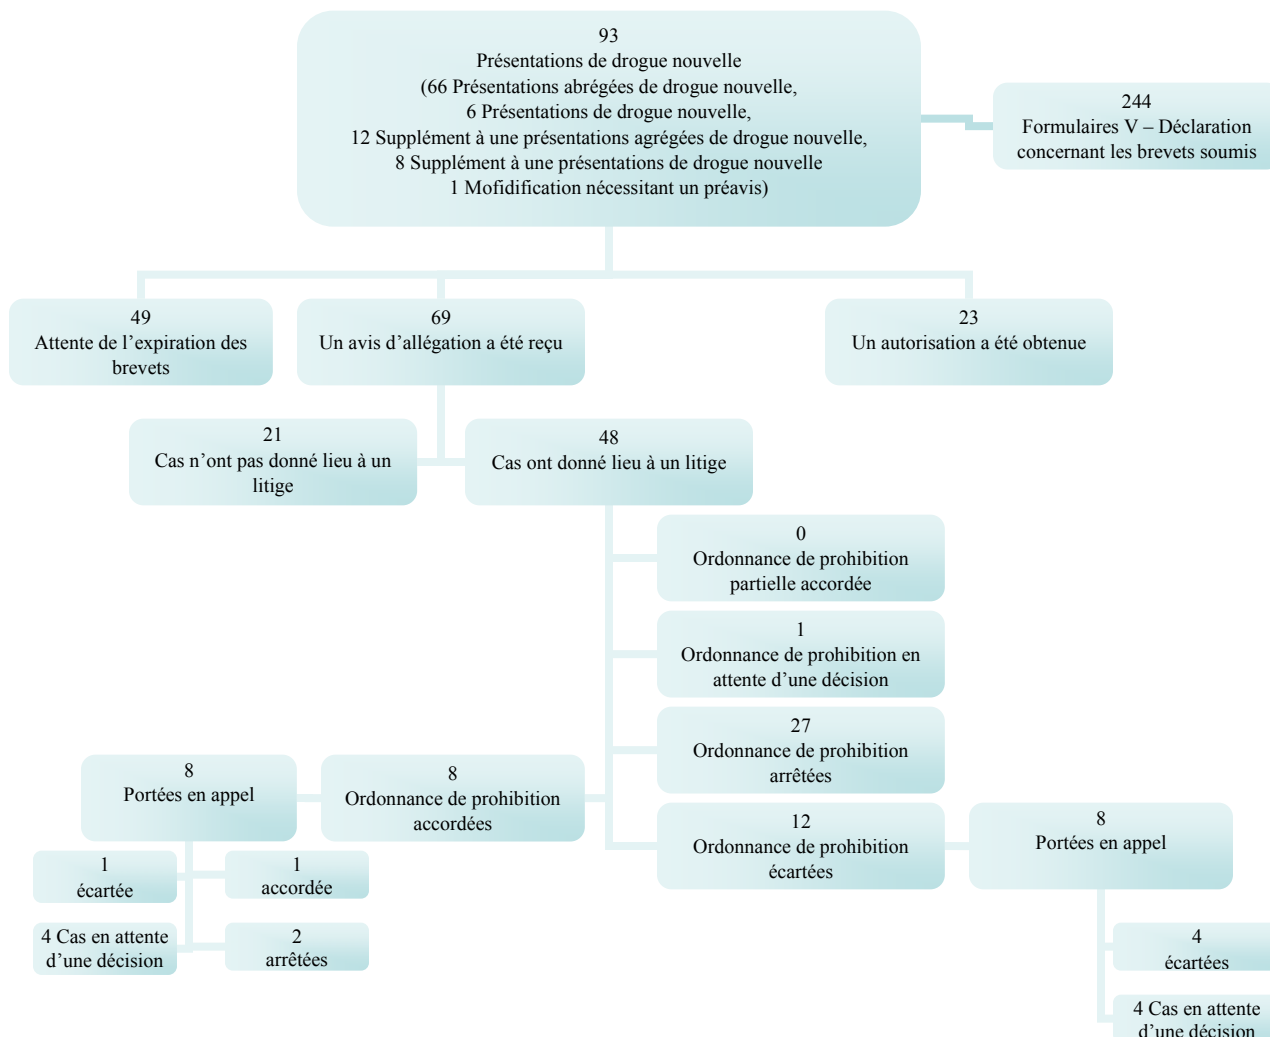 93
Présentations de drogue nouvelle
(66 Présentations abrégées de drogue nouvelle,
6 Présentations de drogue nouvelle,
12 Supplément à une présentations agrégées de drogue nouvelle,
8 Supplément à une présentations de drogue nouvelle
1 Mofidification nécessitant un préavis)
244
Formulaires V – Déclaration
concernant les brevets soumis
49
Attente de l’expiration des
brevets
69
Un avis d’allégation a été reçu
23
Un autorisation a été obtenue
21
Cas n’ont pas donné lieu à un
litige
48
Cas ont donné lieu à un litige
0
Ordonnance de prohibition
partielle accordée
1
Ordonnance de prohibition en
attente d’une décision
27
Ordonnance de prohibition
arrêtées
8
Portées en appel
8
Ordonnance de prohibition
accordées
12
Ordonnance de prohibition
écartées
8
Portées en appel
1
écartée
1
accordée
4 Cas en attente
d’une décision
2
arrêtées
4
écartées
4 Cas en attente
d’une décision